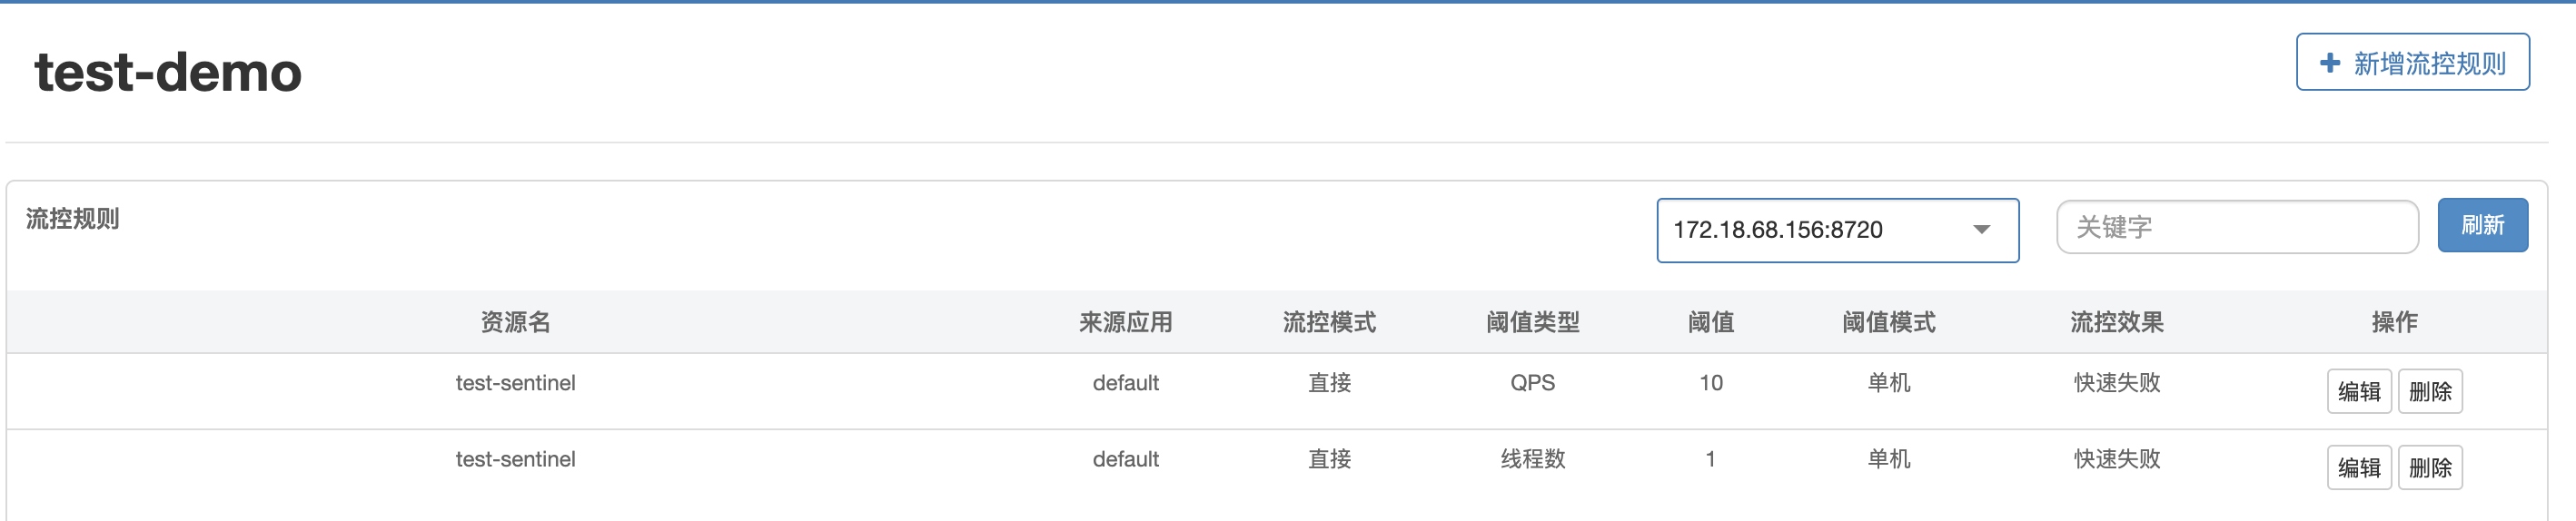 test-demo
+ 新增流控规则
流控规则
172.18.68.156:8720
关键字
刷新
资源名 来源应用 流控模式 阈值类型 阈值 阈值模式 流控效果 操作
test-sentinel default 直接 QPS 10 单机 快速失败 编辑 删除
test-sentinel default 直接 线程数 1 单机 快速失败 编辑 删除